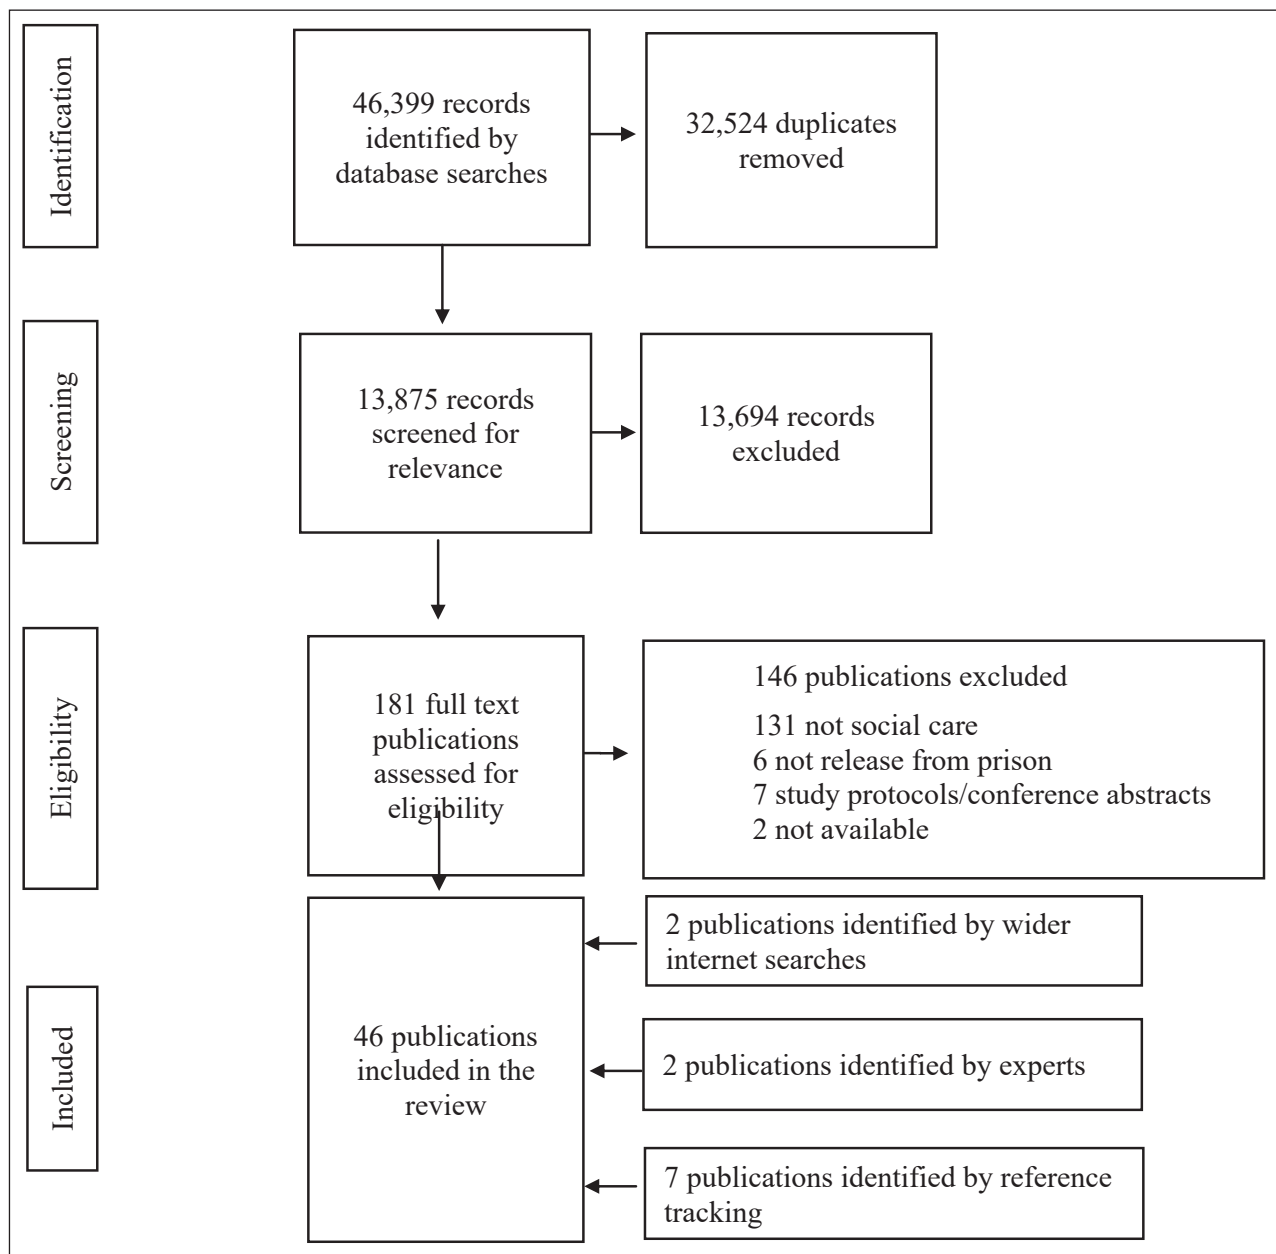 Identification
46,399 records
identified by
database searches
32,524 duplicates
removed
Screening
13,875 records
screened for
relevance
13,694 records
excluded
Eligibility
181 full text
publications
assessed for
eligibility
146 publications excluded
131 not social care
6 not release from prison
7 study protocols/conference abstracts
2 not available
Included
46 publications
included in the
review
2 publications identified by wider
internet searches
2 publications identified by experts
7 publications identified by reference
tracking